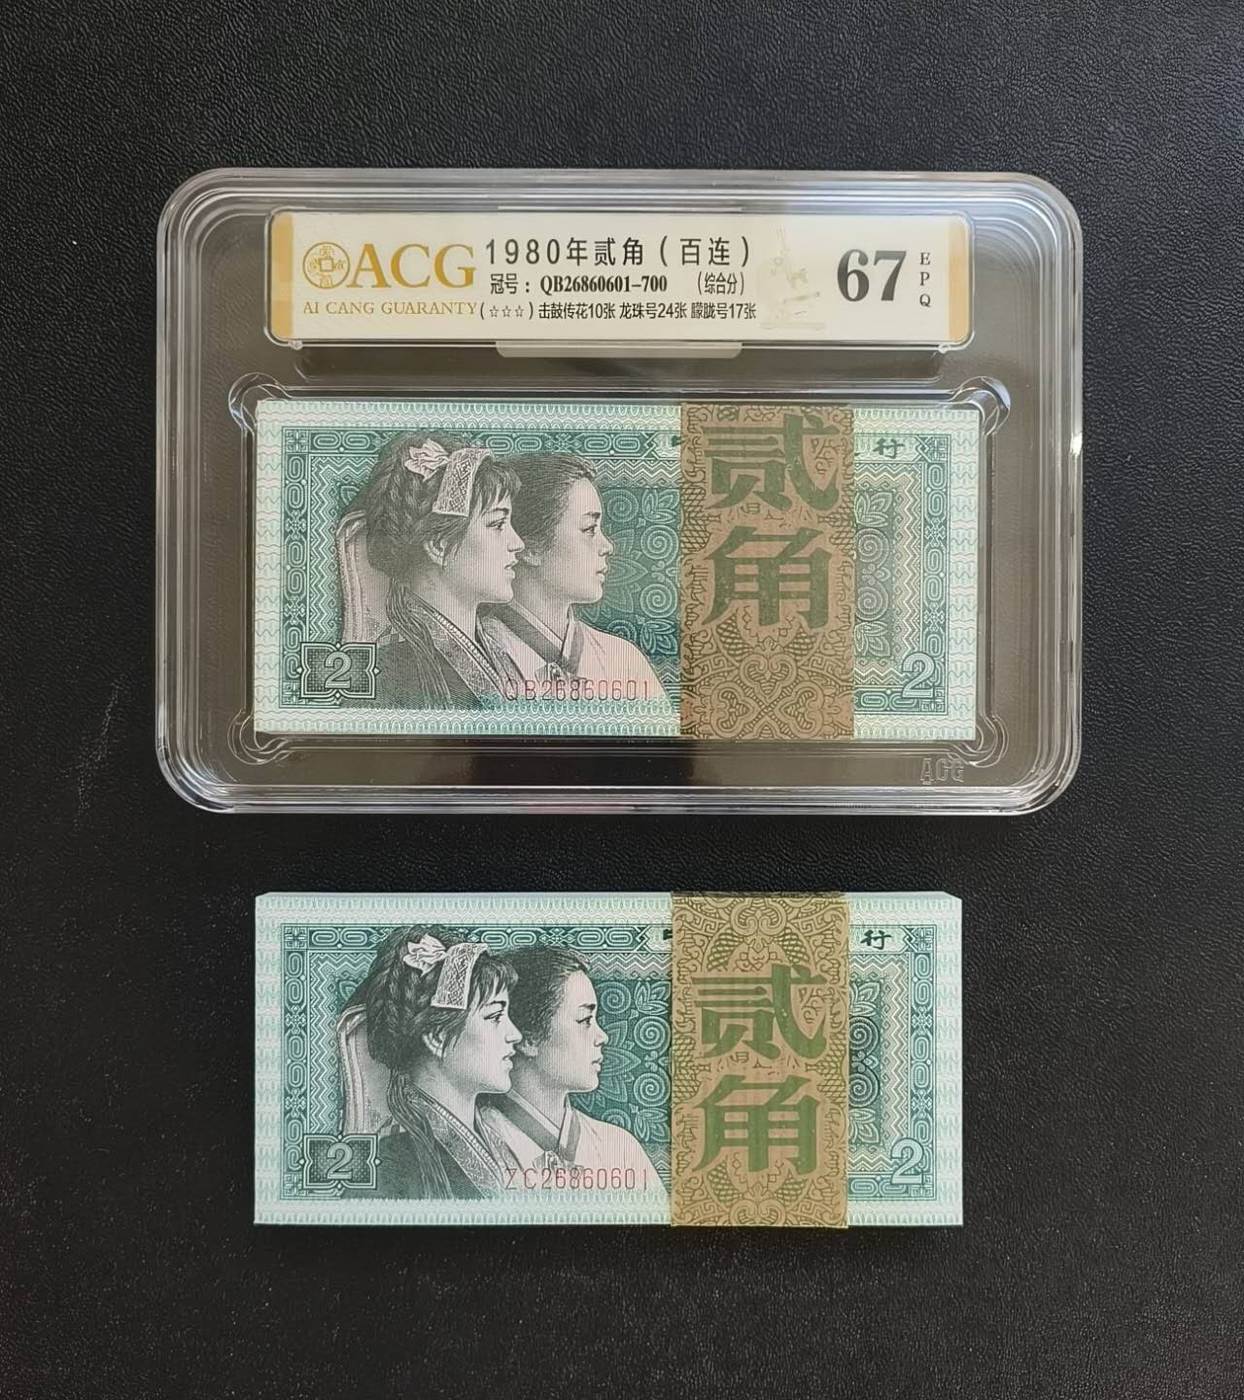 ACG
AI CANG GUARANTY
1980年贰角(百连)
冠号：QB26860601-700 (综合分)
(☆☆☆)击鼓传花10张 龙珠号24张 朦胧号17张
67
EPQ
行
贰角
2
QB26860601
2
ACG
行
贰角
2
ZC26860601
2